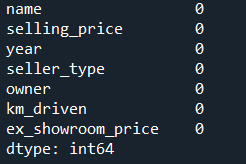 name 0
selling_price 0
year 0
seller_type 0
owner 0
km_driven 0
ex_showroom_price 0
dtype: int64